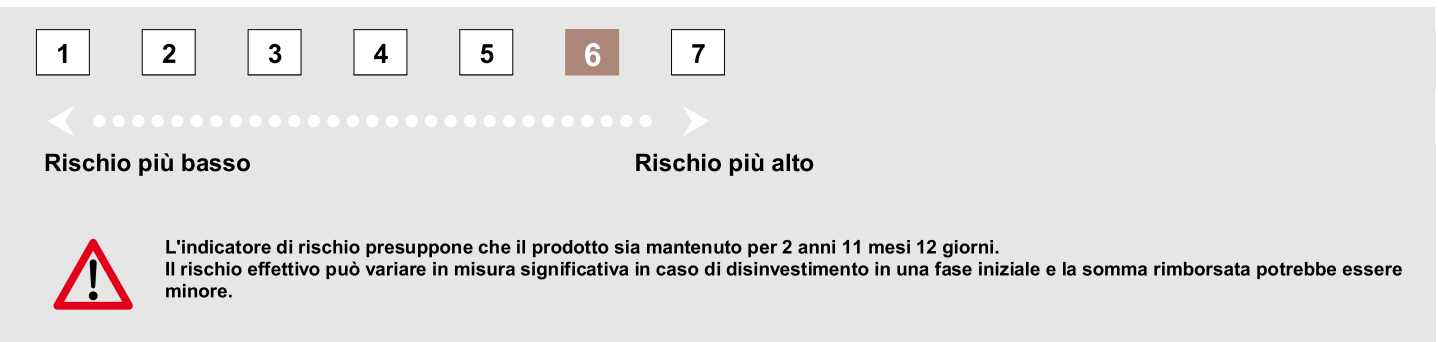 1 2 3 4 5 6 7
Rischio più basso Rischio più alto
L'indicatore di rischio presuppone che il prodotto sia mantenuto per 2 anni 11 mesi 12 giorni.
Il rischio effettivo può variare in misura significativa in caso di disinvestimento in una fase iniziale e la somma rimborsata potrebbe essere
minore.